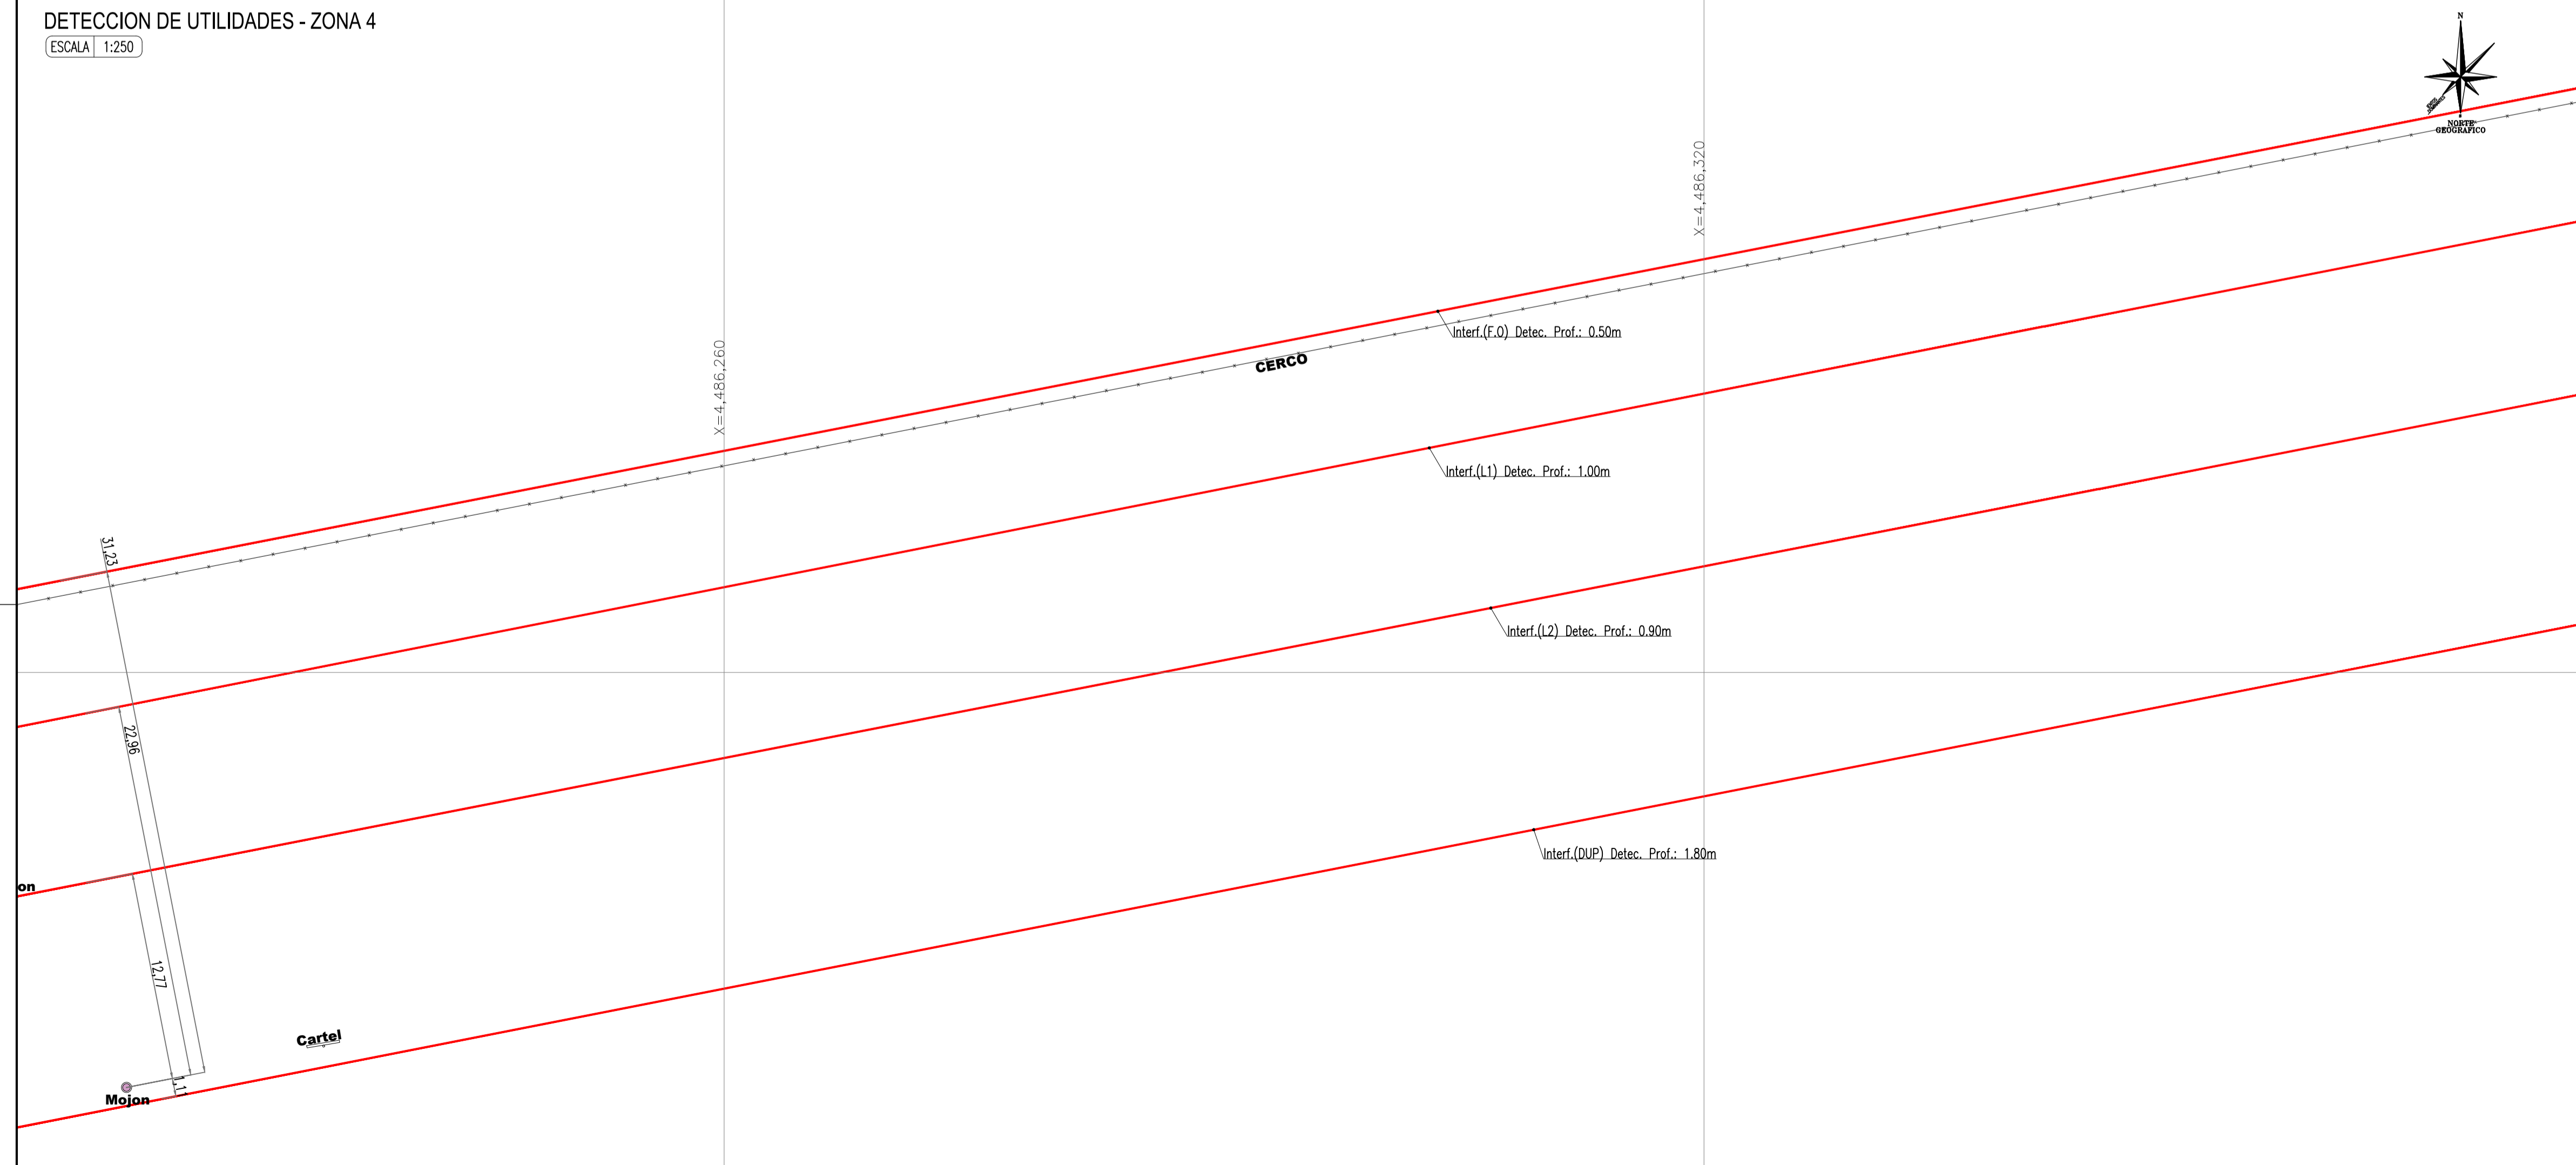 DETECCION DE UTILIDADES - ZONA 4
ESCALA 1:250
N
NORTE
GEOGRAFICO
X=4,486,320
X=4,486,260
Interf.(F.O) Detec. Prof.: 0.50m
CERCO
Interf.(L1) Detec. Prof.: 1.00m
31,23
Interf.(L2) Detec. Prof.: 0.90m
22,96
Interf.(DUP) Detec. Prof.: 1.80m
on
12,77
Cartel
1,11
Mojon